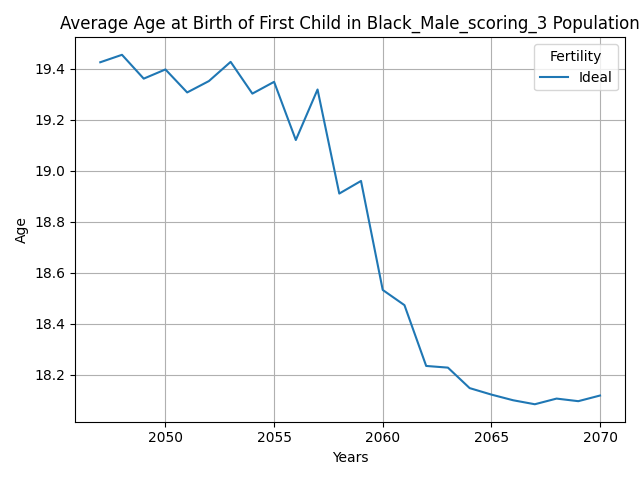 Average Age at Birth of First Child in Black_Male_scoring_3 Population
Fertility
Ideal
Age
19.4
19.2
19.0
18.8
18.6
18.4
18.2
2050
2055
2060
2065
2070
Years